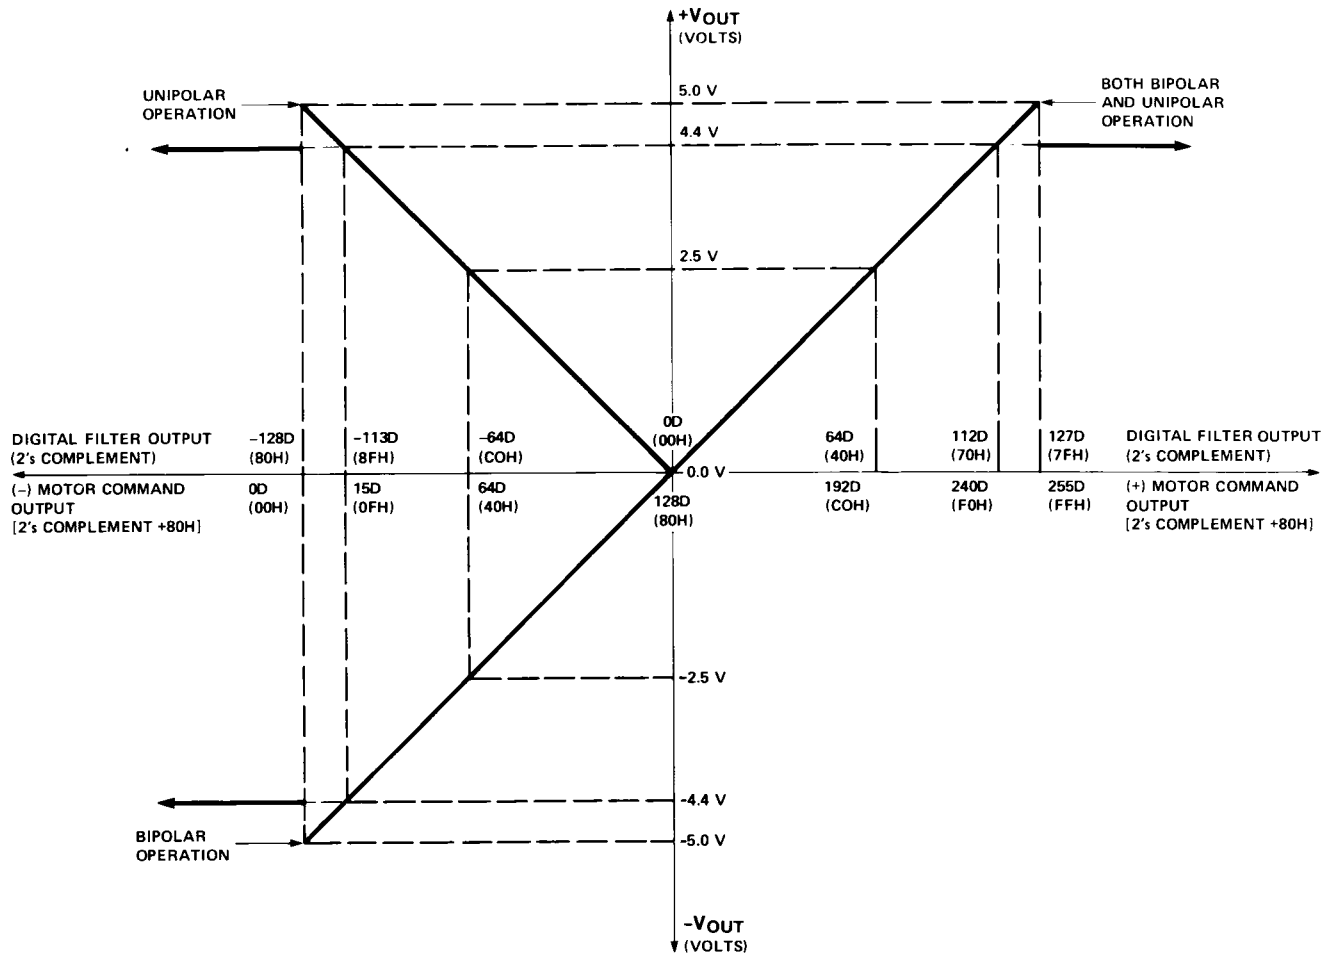 +VOUT
(VOLTS)
UNIPOLAR
OPERATION
5.0 V
BOTH BIPOLAR
AND UNIPOLAR
OPERATION
4.4 V
2.5 V
DIGITAL FILTER OUTPUT
(2's COMPLEMENT)
-128D
(80H)
-113D
(8FH)
-64D
(COH)
0D
(00H)
64D
(40H)
112D
(70H)
127D
(7FH)
DIGITAL FILTER OUTPUT
(2's COMPLEMENT)
0.0 V
(-) MOTOR COMMAND
OUTPUT
[2's COMPLEMENT +80H]
0D
(00H)
15D
(0FH)
64D
(40H)
128D
(80H)
192D
(COH)
240D
(F0H)
255D
(FFH)
(+) MOTOR COMMAND
OUTPUT
[2's COMPLEMENT +80H]
-2.5 V
-4.4 V
BIPOLAR
OPERATION
-5.0 V
-VOUT
(VOLTS)